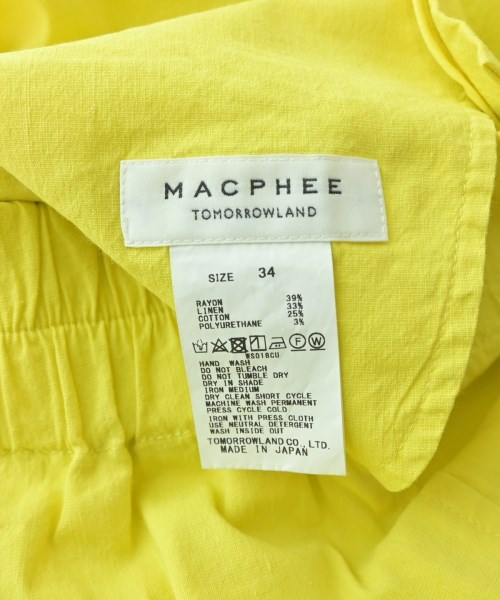 MACPHEE
TOMORROWLAND
SIZE 34
RAYON 39%
LINEN 33%
COTTON 25%
POLYURETHANE 3%
F W
WS018CU
HAND WASH
DO NOT BLEACH
DO NOT TUMBLE DRY
DRY IN SHADE
IRON MEDIUM
DRY CLEAN SHORT CYCLE
MACHINE WASH PERMANENT
PRESS CYCLE COLD
IRON WITH PRESS CLOTH
USE NEUTRAL DETERGENT
WASH INSIDE OUT
TOMORROWLAND CO., LTD.
MADE IN JAPAN